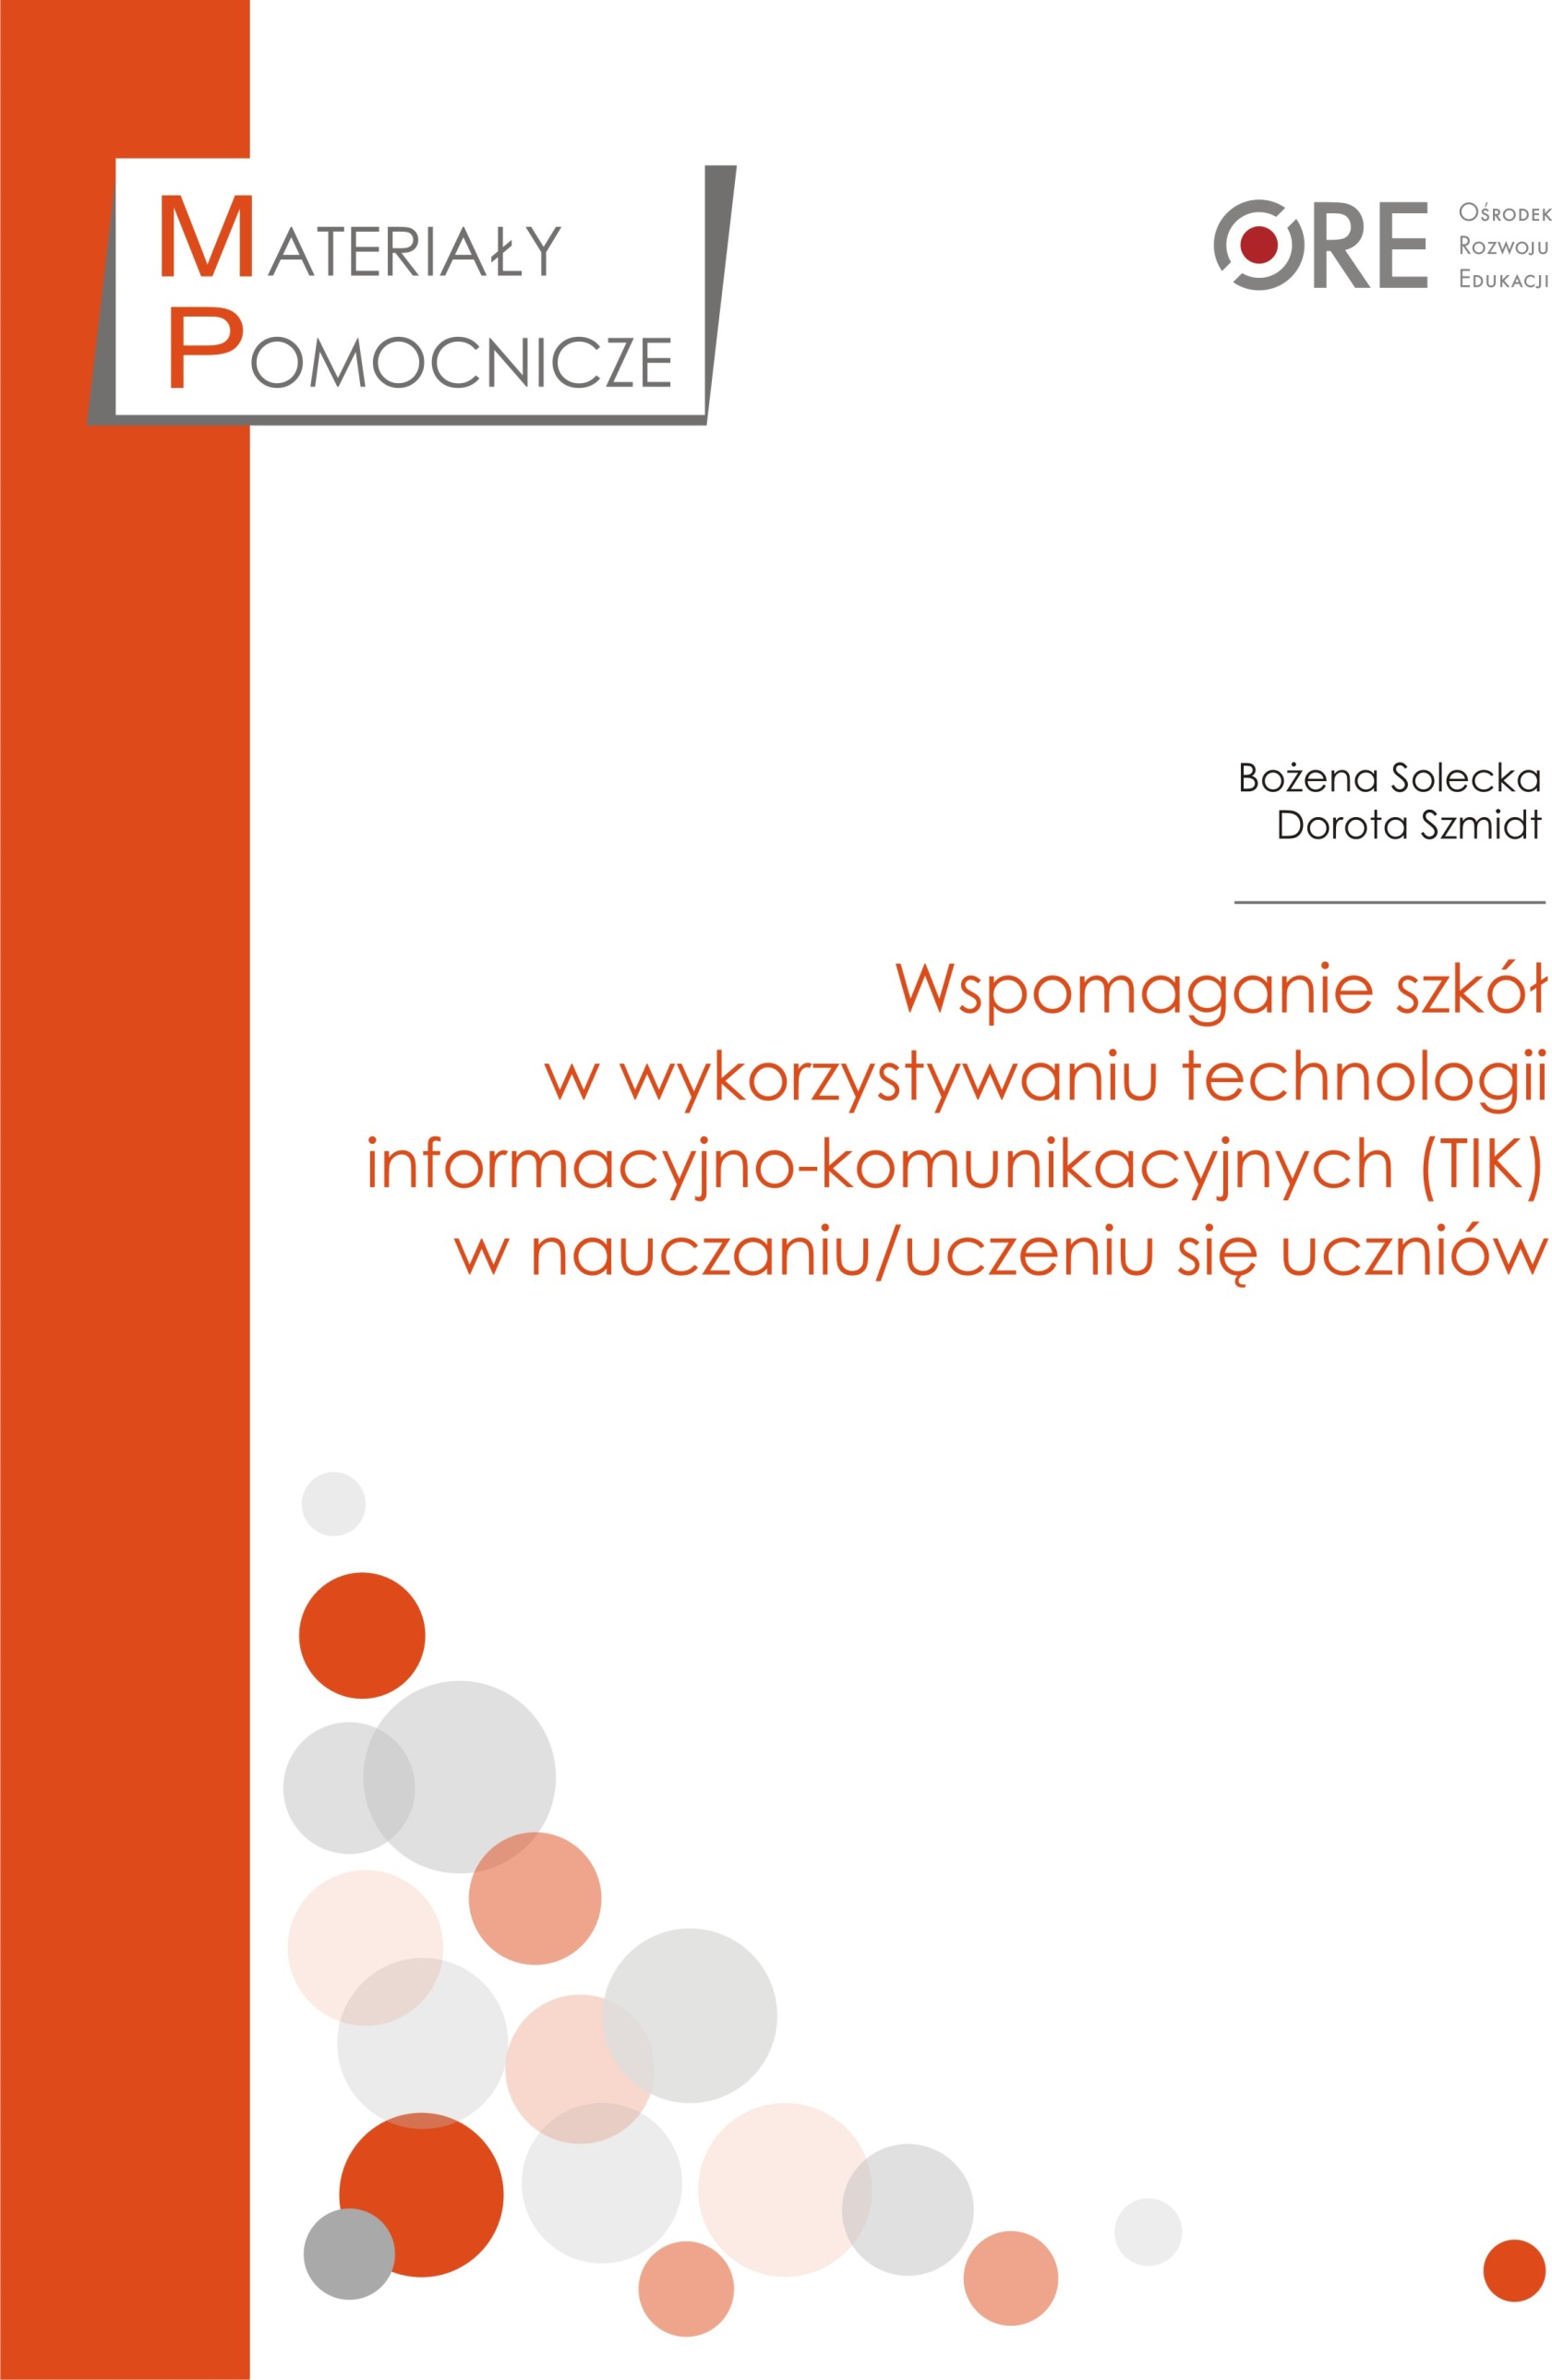 MATERIAŁY
POMOCNICZE
ORE
OŚRODEK
ROZWOJU
EDUKACJI
Bożena Solecka
Dorota Szmidt
Wspomaganie szkół
w wykorzystywaniu technologii
informacyjno-komunikacyjnych (TIK)
w nauczaniu/uczeniu się uczniów